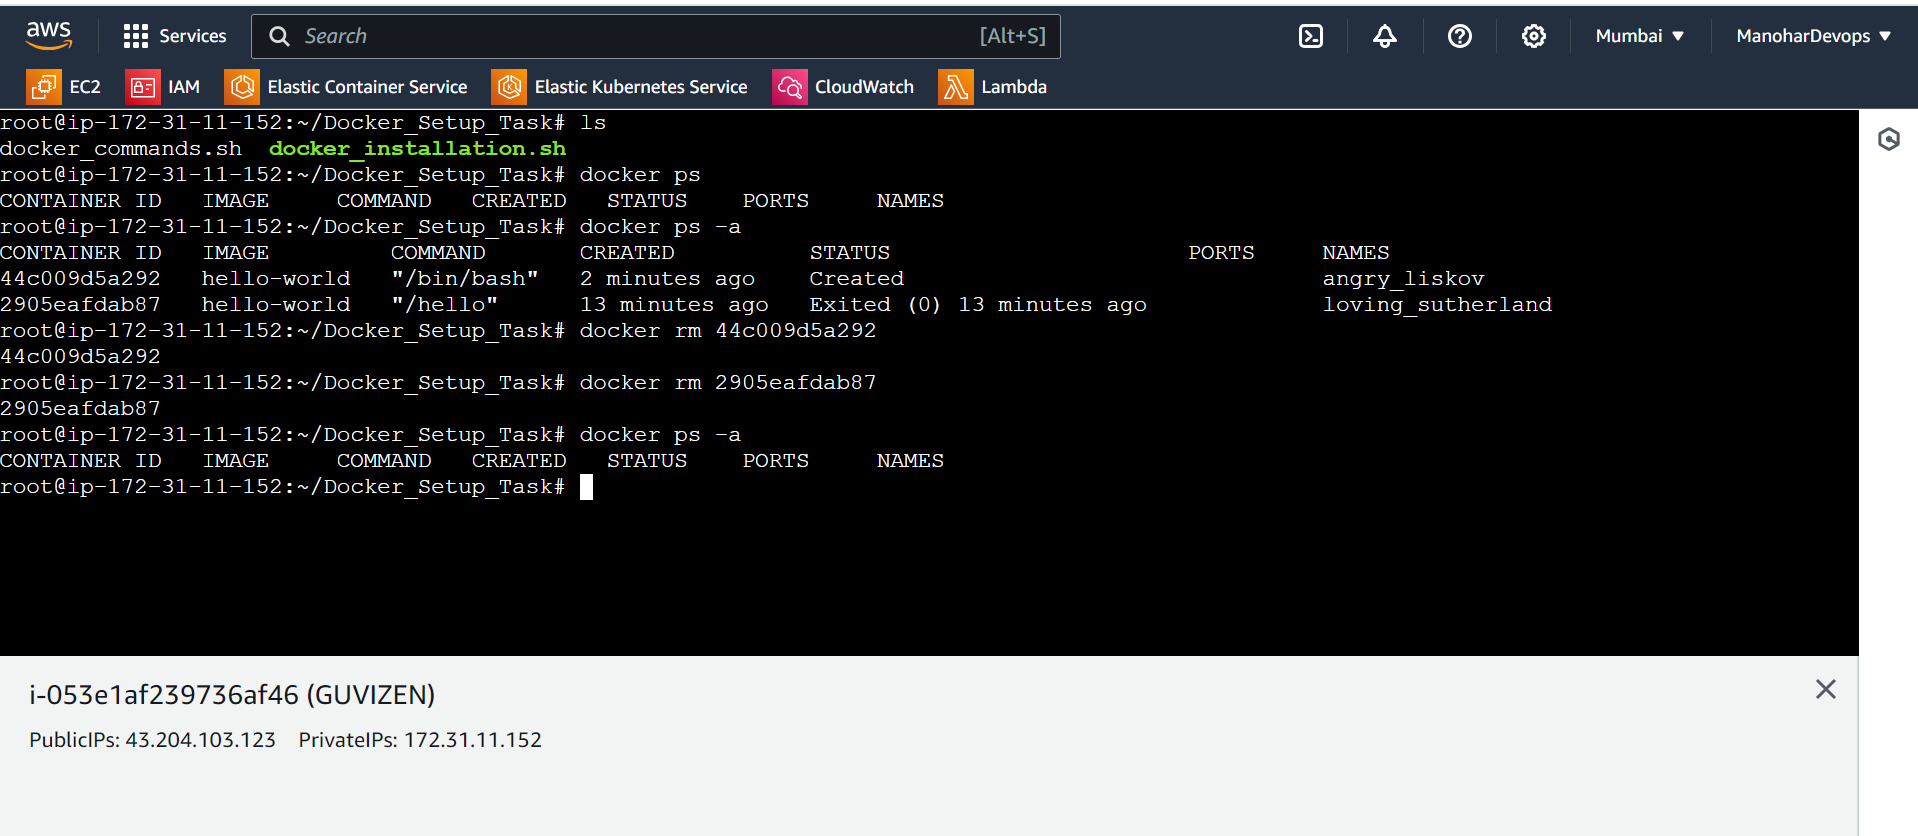 aws Services Search [Alt+S] Mumbai ▼ ManoharDevops ▼
EC2 IAM Elastic Container Service Elastic Kubernetes Service CloudWatch Lambda
root@ip-172-31-11-152:~/Docker_Setup_Task# ls
docker_commands.sh  docker_installation.sh
root@ip-172-31-11-152:~/Docker_Setup_Task# docker ps
CONTAINER ID   IMAGE     COMMAND   CREATED   STATUS    PORTS     NAMES
root@ip-172-31-11-152:~/Docker_Setup_Task# docker ps -a
CONTAINER ID   IMAGE         COMMAND       CREATED          STATUS                      PORTS     NAMES
44c009d5a292   hello-world   "/bin/bash"   2 minutes ago    Created                               angry_liskov
2905eafdab87   hello-world   "/hello"      13 minutes ago   Exited (0) 13 minutes ago             loving_sutherland
root@ip-172-31-11-152:~/Docker_Setup_Task# docker rm 44c009d5a292
44c009d5a292
root@ip-172-31-11-152:~/Docker_Setup_Task# docker rm 2905eafdab87
2905eafdab87
root@ip-172-31-11-152:~/Docker_Setup_Task# docker ps -a
CONTAINER ID   IMAGE     COMMAND   CREATED   STATUS    PORTS     NAMES
root@ip-172-31-11-152:~/Docker_Setup_Task#
i-053e1af239736af46 (GUVIZEN)
PublicIPs: 43.204.103.123 PrivateIPs: 172.31.11.152